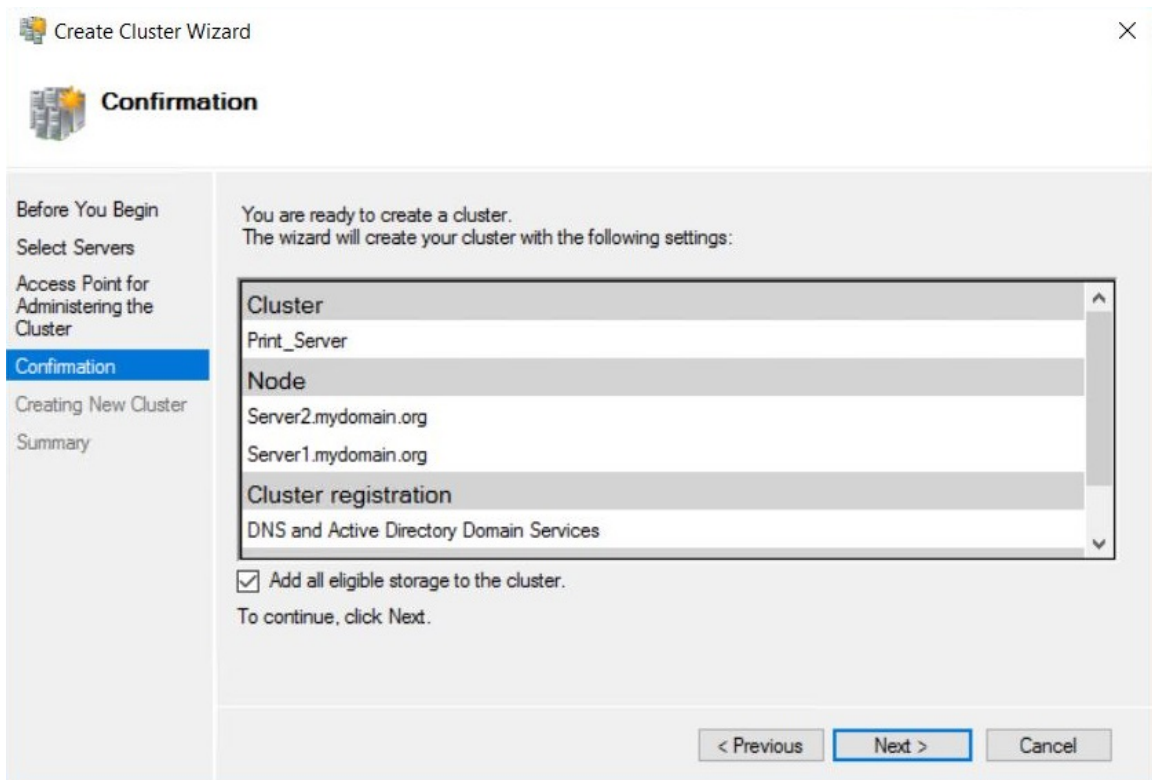 Create Cluster Wizard
Confirmation
Before You Begin
Select Servers
Access Point for
Administering the
Cluster
Confirmation
Creating New Cluster
Summary
You are ready to create a cluster.
The wizard will create your cluster with the following settings:
Cluster
Print_Server
Node
Server2.mydomain.org
Server1.mydomain.org
Cluster registration
DNS and Active Directory Domain Services
Add all eligible storage to the cluster.
To continue, click Next.
< Previous
Next >
Cancel